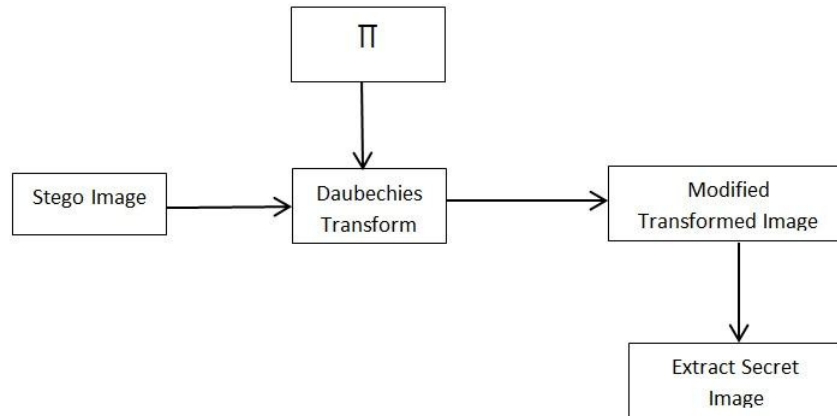 Π
Stego Image
Daubechies
Transform
Modified
Transformed Image
Extract Secret
Image